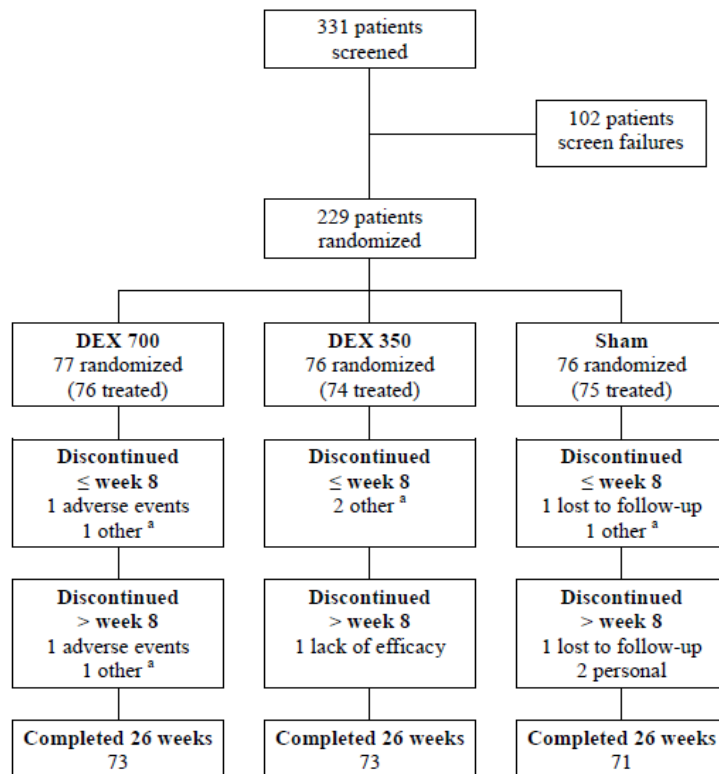 331 patients
screened
102 patients
screen failures
229 patients
randomized
DEX 700
77 randomized
(76 treated)
DEX 350
76 randomized
(74 treated)
Sham
76 randomized
(75 treated)
Discontinued
≤ week 8
1 adverse events
1 other a
Discontinued
≤ week 8
2 other a
Discontinued
≤ week 8
1 lost to follow-up
1 other a
Discontinued
> week 8
1 adverse events
1 other a
Discontinued
> week 8
1 lack of efficacy
Discontinued
> week 8
1 lost to follow-up
2 personal
Completed 26 weeks
73
Completed 26 weeks
73
Completed 26 weeks
71